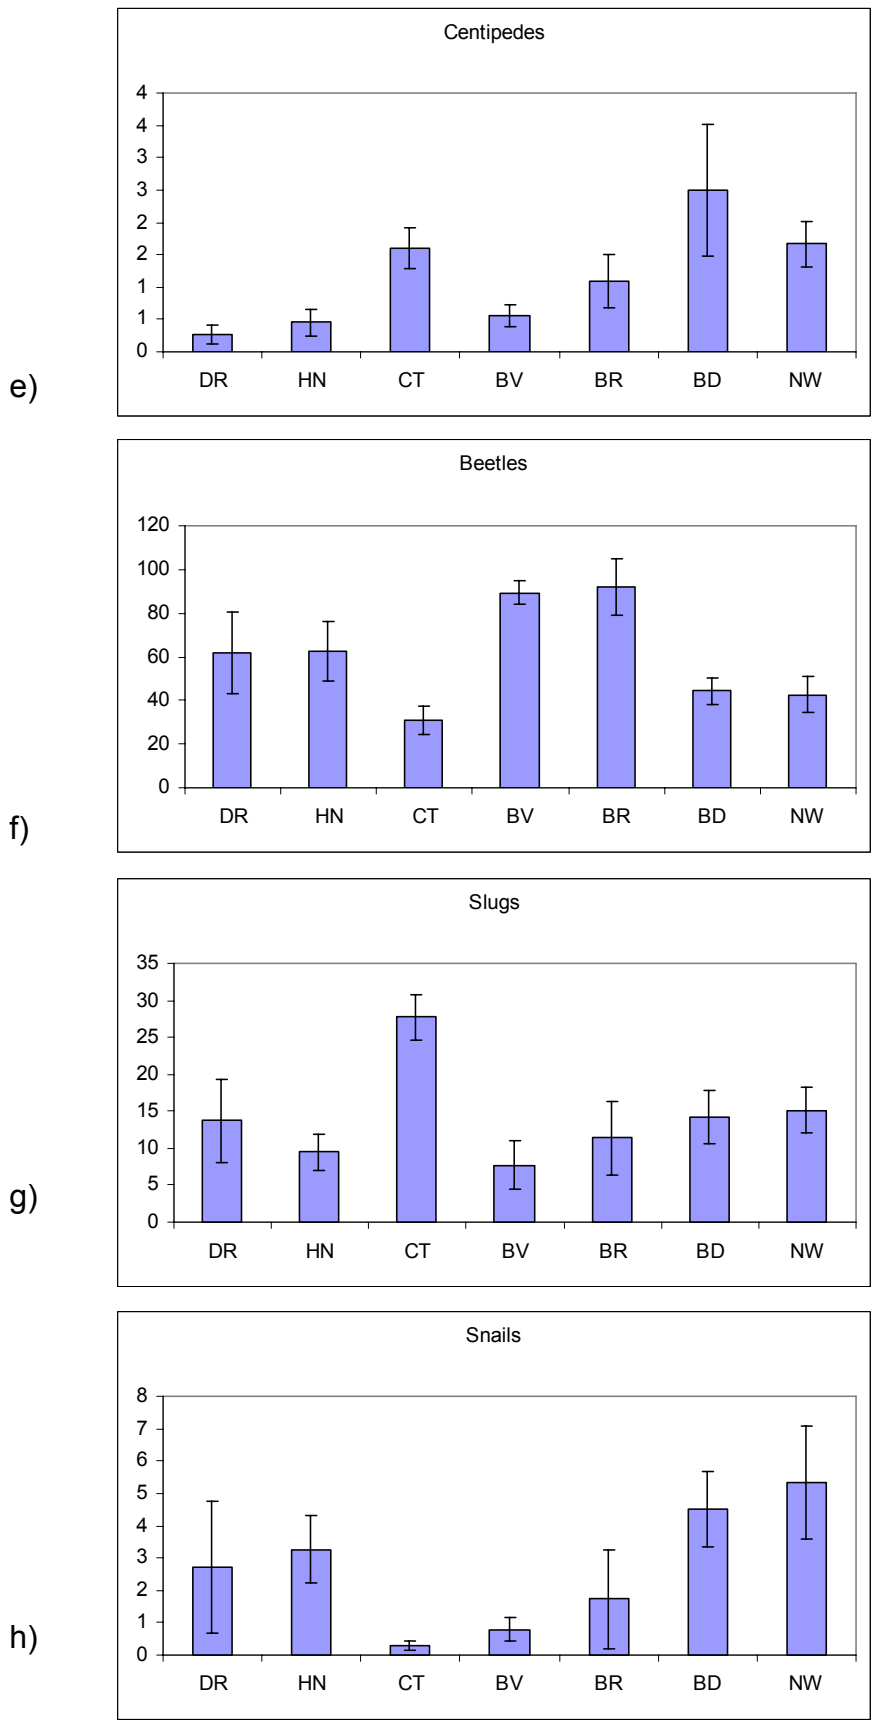 Centipedes
4
4
3
3
2
2
1
1
0
DR HN CT BV BR BD NW
e)
Beetles
120
100
80
60
40
20
0
DR HN CT BV BR BD NW
f)
Slugs
35
30
25
20
15
10
5
0
DR HN CT BV BR BD NW
g)
Snails
8
7
6
5
4
3
2
1
0
DR HN CT BV BR BD NW
h)